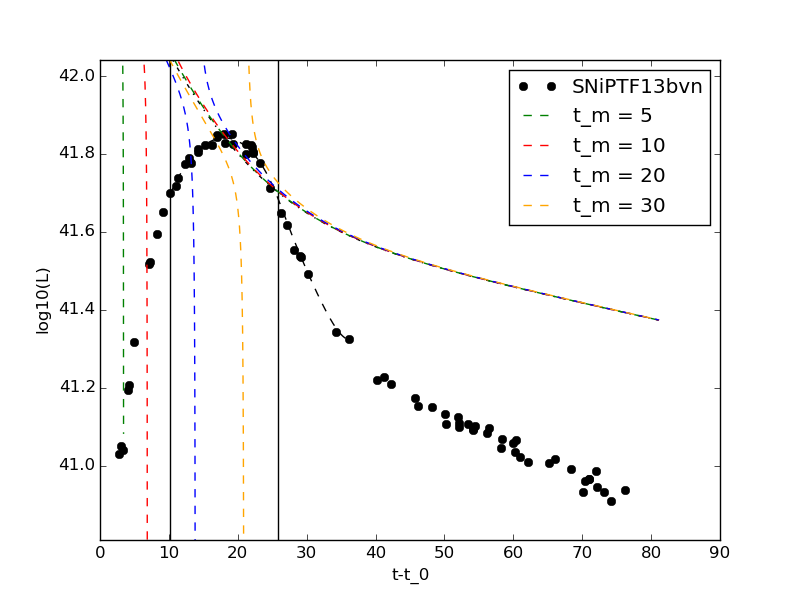 42.0
41.8
41.6
41.4
41.2
41.0
log10(L)
SNiPTF13bvn
t_m = 5
t_m = 10
t_m = 20
t_m = 30
0 10 20 30 40 50 60 70 80 90
t-t_0